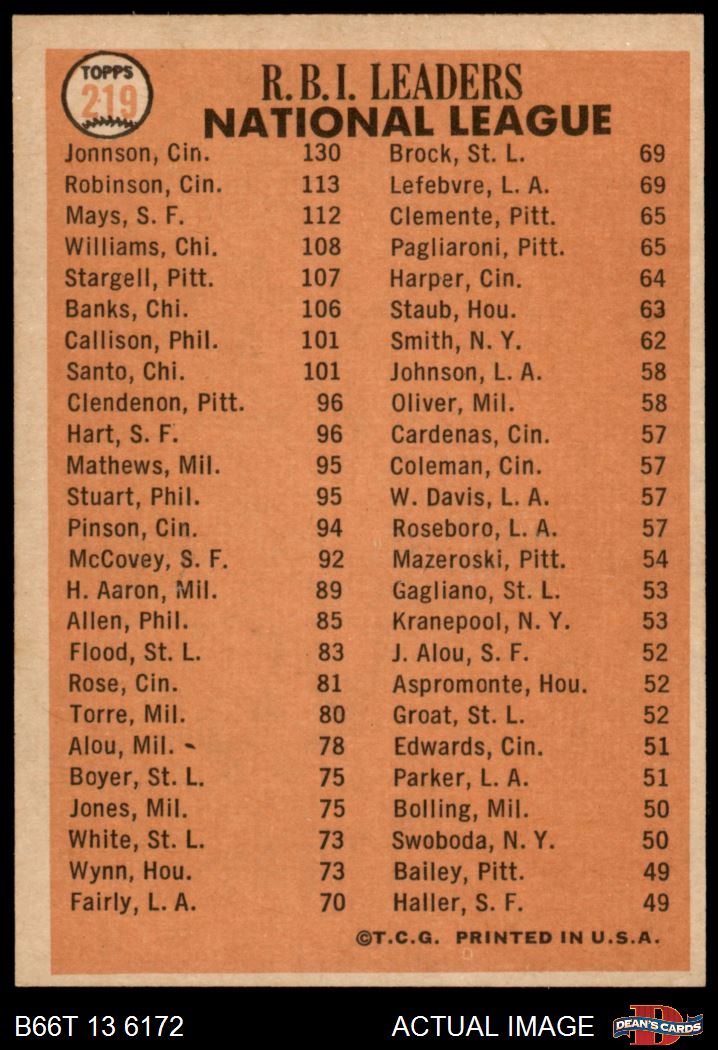 TOPPS
219
R.B.I. LEADERS
NATIONAL LEAGUE
Jonnson, Cin. 130
Robinson, Cin. 113
Mays, S. F. 112
Williams, Chi. 108
Stargell, Pitt. 107
Banks, Chi. 106
Callison, Phil. 101
Santo, Chi. 101
Clendenon, Pitt. 96
Hart, S. F. 96
Mathews, Mil. 95
Stuart, Phil. 95
Pinson, Cin. 94
McCovey, S. F. 92
H. Aaron, Mil. 89
Allen, Phil. 85
Flood, St. L. 83
Rose, Cin. 81
Torre, Mil. 80
Alou, Mil. 78
Boyer, St. L. 75
Jones, Mil. 75
White, St. L. 73
Wynn, Hou. 73
Fairly, L. A. 70
Brock, St. L. 69
Lefebvre, L. A. 69
Clemente, Pitt. 65
Pagliaroni, Pitt. 65
Harper, Cin. 64
Staub, Hou. 63
Smith, N. Y. 62
Johnson, L. A. 58
Oliver, Mil. 58
Cardenas, Cin. 57
Coleman, Cin. 57
W. Davis, L. A. 57
Roseboro, L. A. 57
Mazeroski, Pitt. 54
Gagliano, St. L. 53
Kranepool, N. Y. 53
J. Alou, S. F. 52
Aspromonte, Hou. 52
Groat, St. L. 52
Edwards, Cin. 51
Parker, L. A. 51
Bolling, Mil. 50
Swoboda, N. Y. 50
Bailey, Pitt. 49
Haller, S. F. 49
©T.C.G. PRINTED IN U.S.A.
B66T 13 6172
ACTUAL IMAGE
D
DEAN'S CARDS